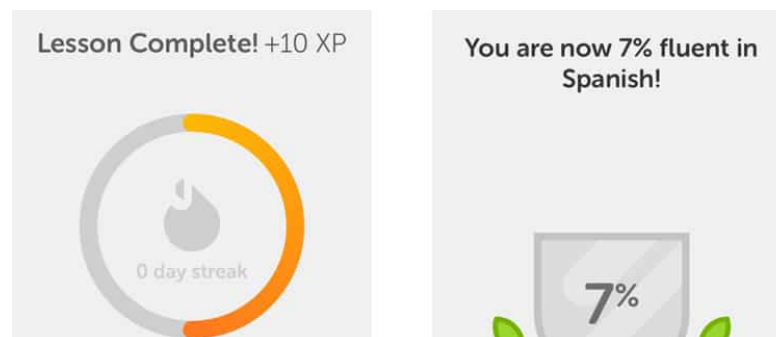 Lesson Complete! +10 XP
0 day streak
You are now 7% fluent in
Spanish!
7%